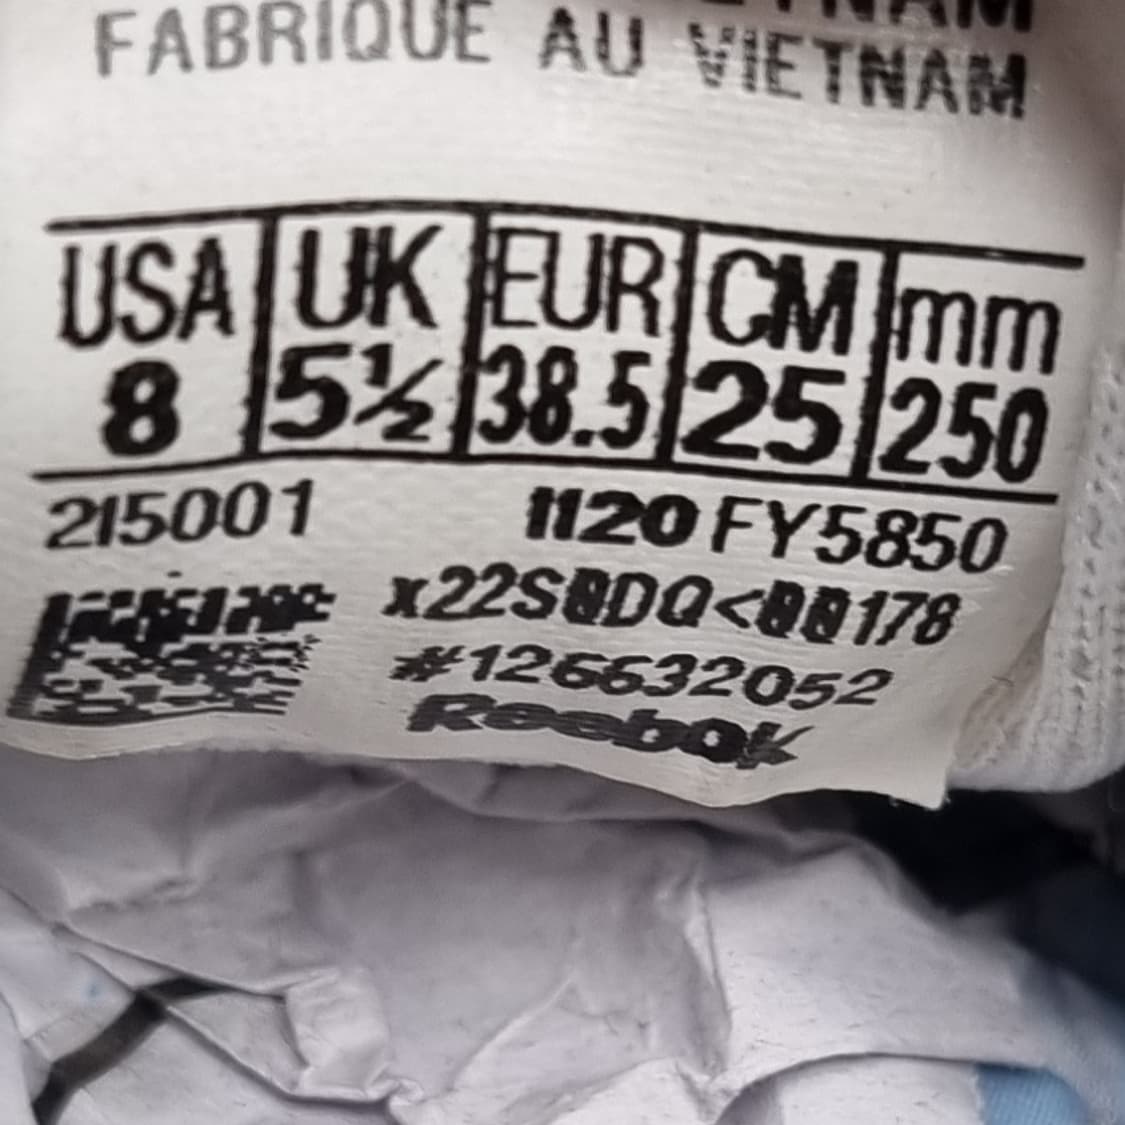 FABRIQUÉ AU VIETNAM
USA UK EUR CM mm
8 5½ 38.5 25 250
215001 1120 FY5850
#126632052
Reebok